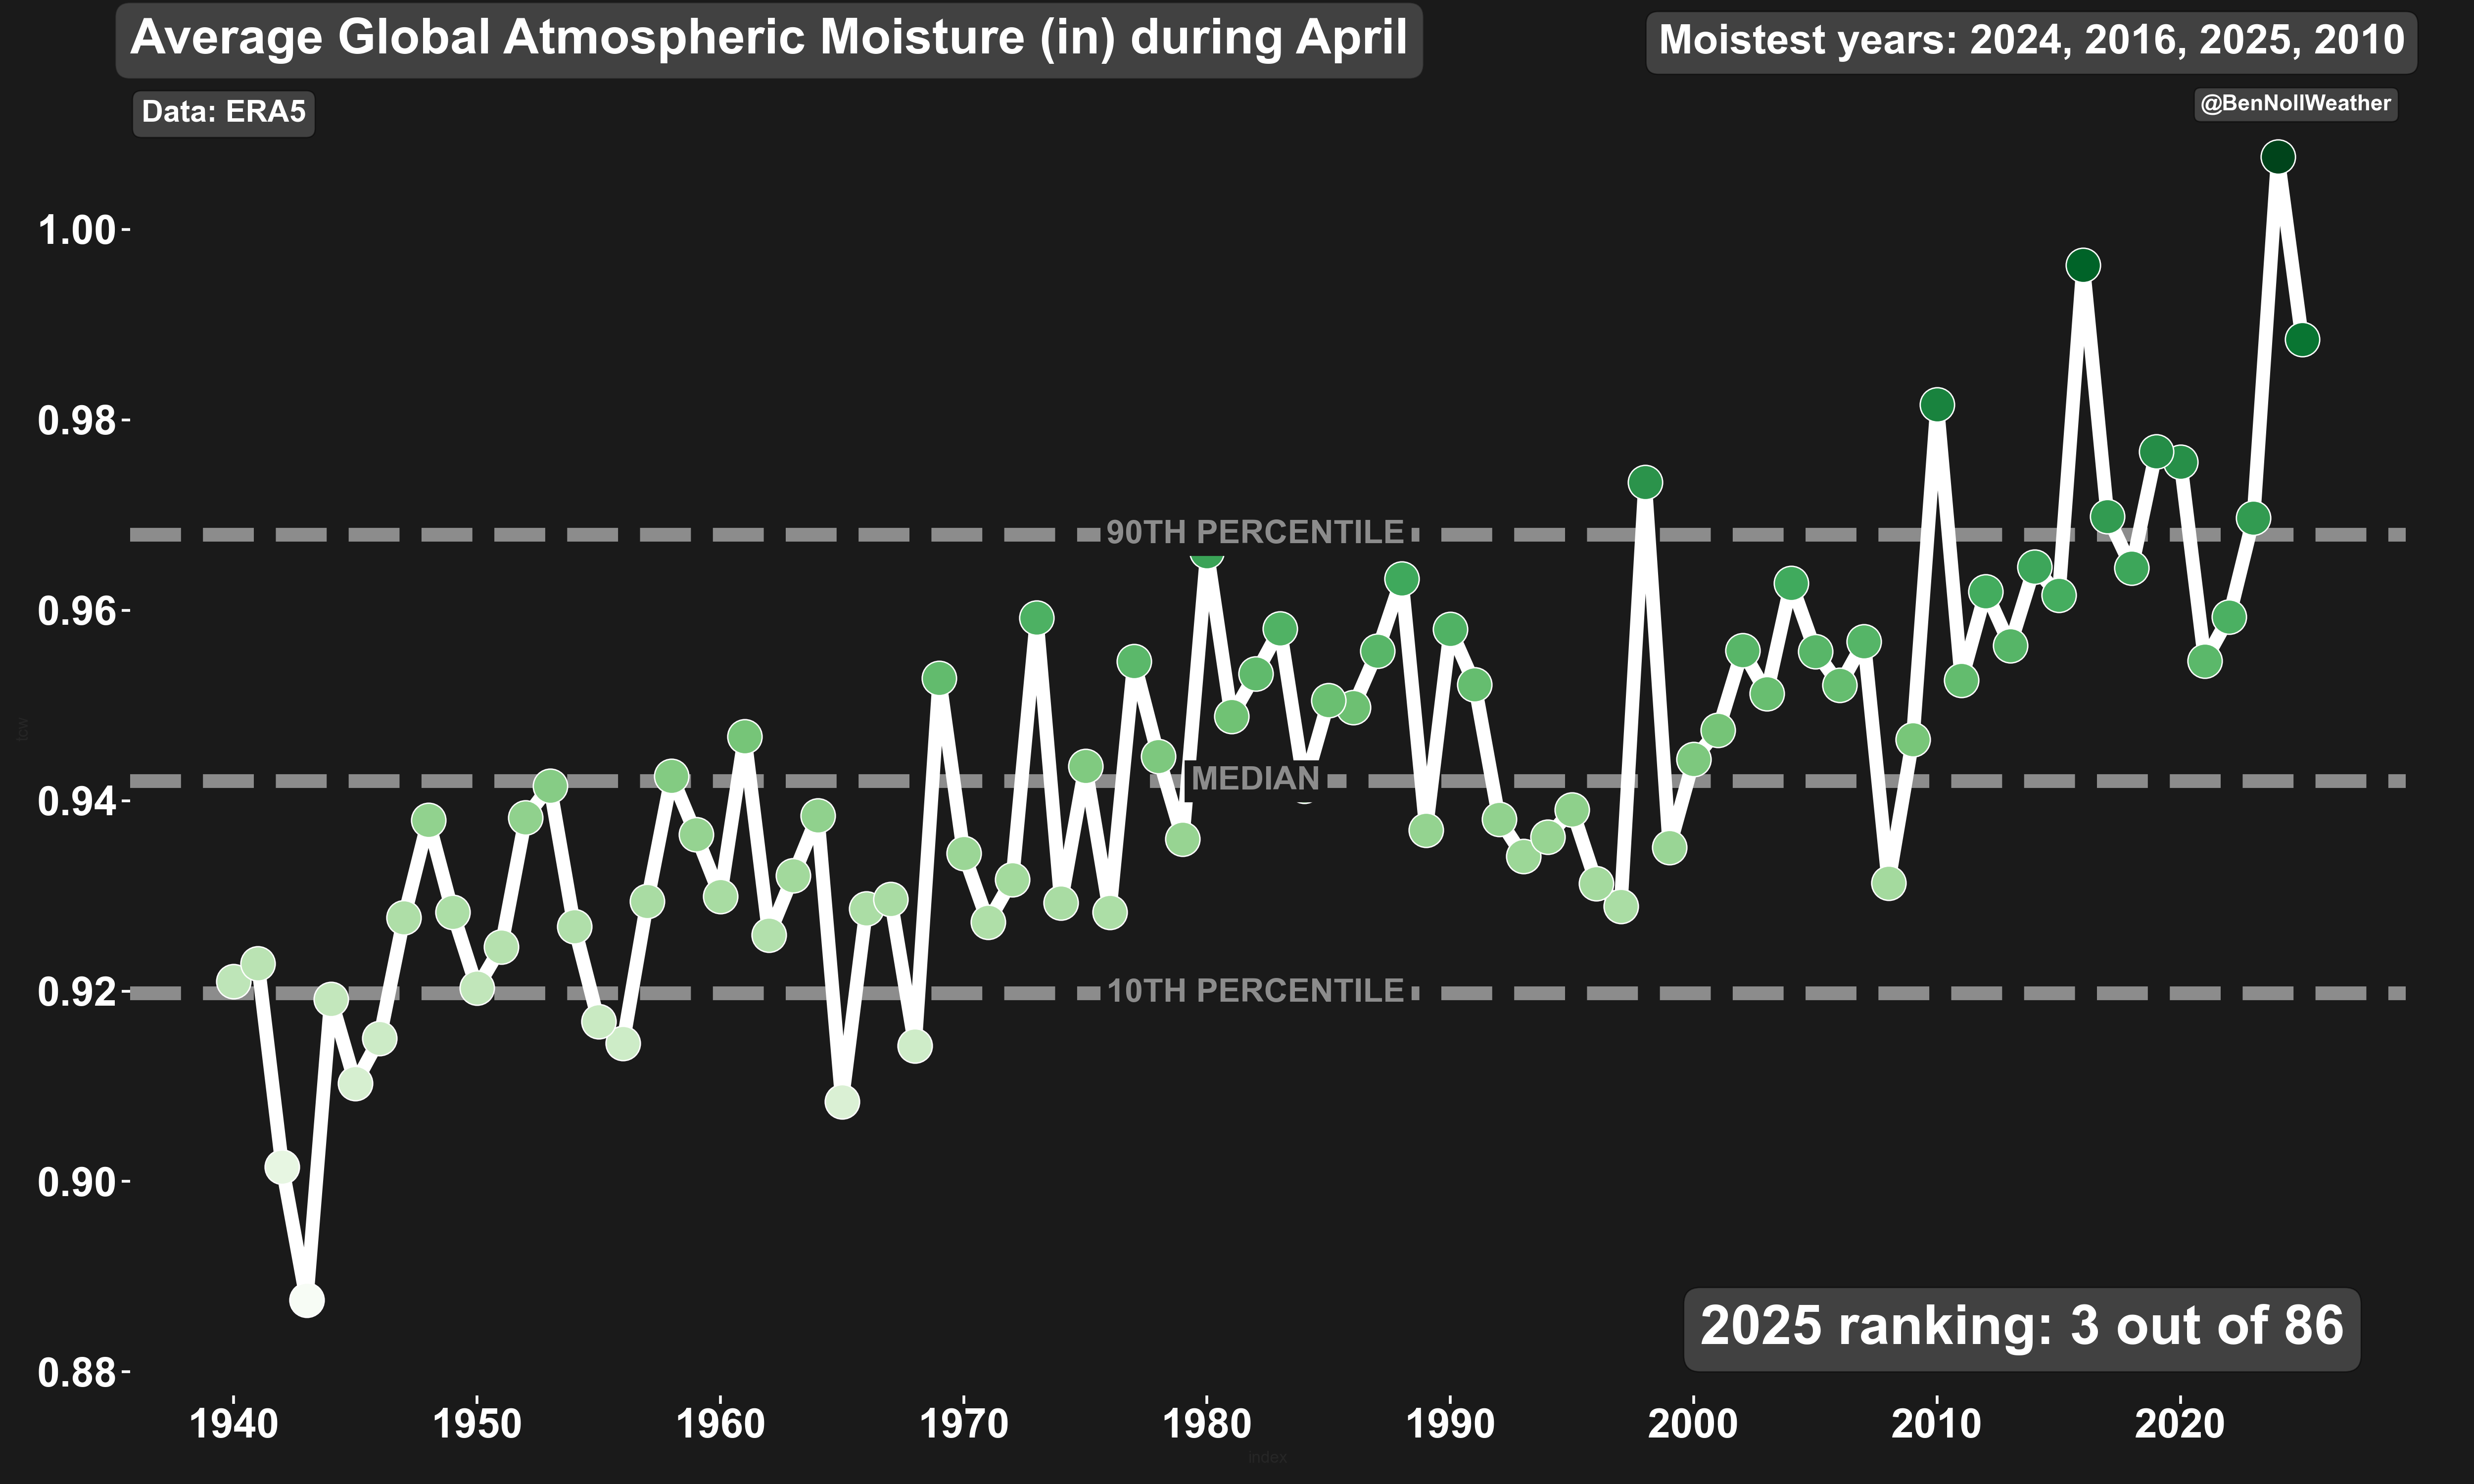 Average Global Atmospheric Moisture (in) during April
Moistest years: 2024, 2016, 2025, 2010
Data: ERA5
@BenNollWeather
1.00
0.98
90TH PERCENTILE
0.96
tcw
MEDIAN
0.94
10TH PERCENTILE
0.92
0.90
2025 ranking: 3 out of 86
0.88
1940 1950 1960 1970 1980 1990 2000 2010 2020
index